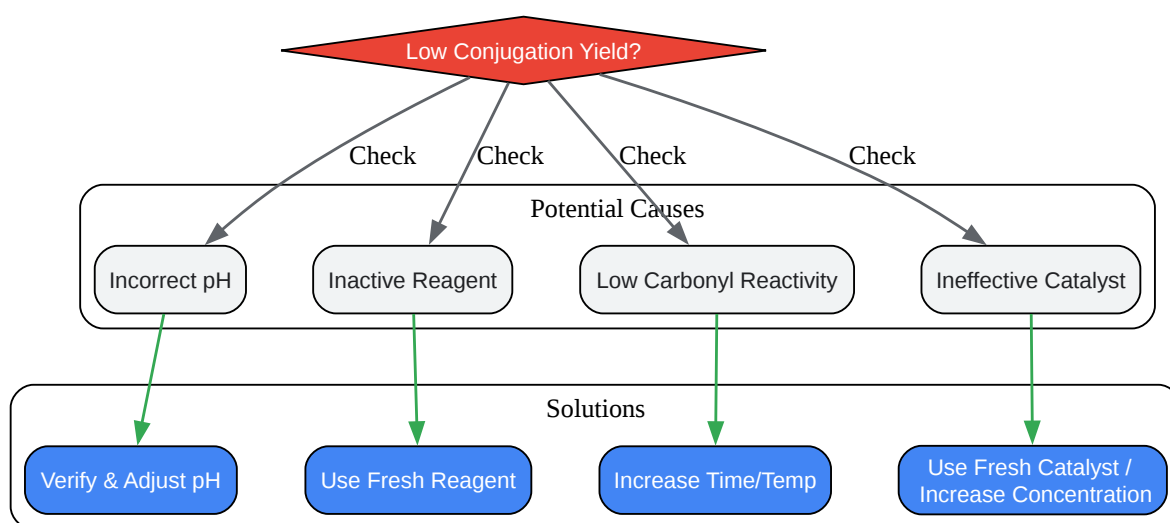 Low Conjugation Yield?
Check
Check
Check
Check
Potential Causes
Incorrect pH
Inactive Reagent
Low Carbonyl Reactivity
Ineffective Catalyst
Solutions
Verify & Adjust pH
Use Fresh Reagent
Increase Time/Temp
Use Fresh Catalyst /
Increase Concentration